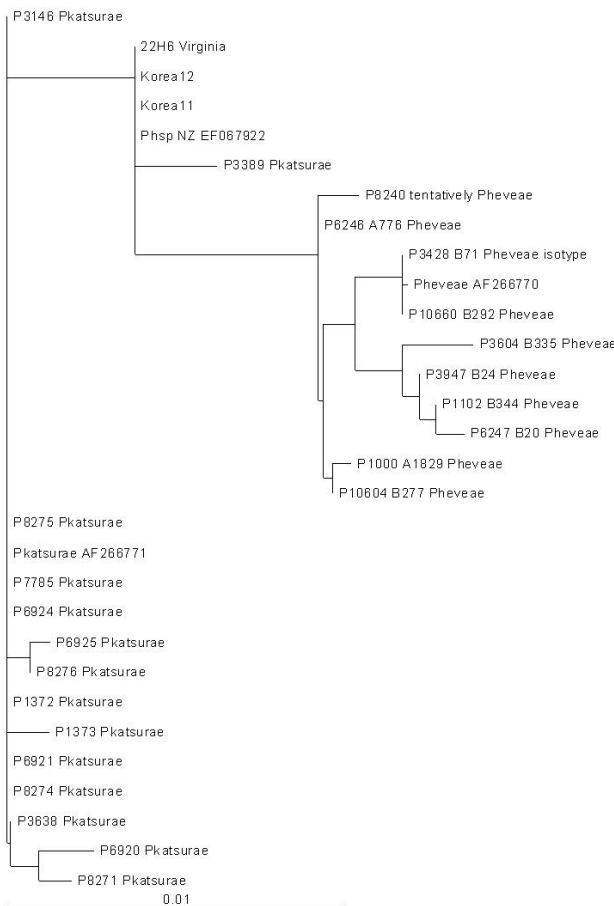 P3146 Pkatsurae
22H6 Virginia
Korea12
Korea11
Phsp NZ EF067922
P3389 Pkatsurae
P8240 tentatively Pheveae
P6246 A776 Pheveae
P3428 B71 Pheveae isotype
Pheveae AF266770
P10660 B292 Pheveae
P3604 B335 Pheveae
P3947 B24 Pheveae
P1102 B344 Pheveae
P6247 B20 Pheveae
P1000 A1829 Pheveae
P10604 B277 Pheveae
P8275 Pkatsurae
Pkatsurae AF266771
P7785 Pkatsurae
P6924 Pkatsurae
P6925 Pkatsurae
P8276 Pkatsurae
P1372 Pkatsurae
P1373 Pkatsurae
P6921 Pkatsurae
P8274 Pkatsurae
P3638 Pkatsurae
P6920 Pkatsurae
P8271 Pkatsurae
0.01